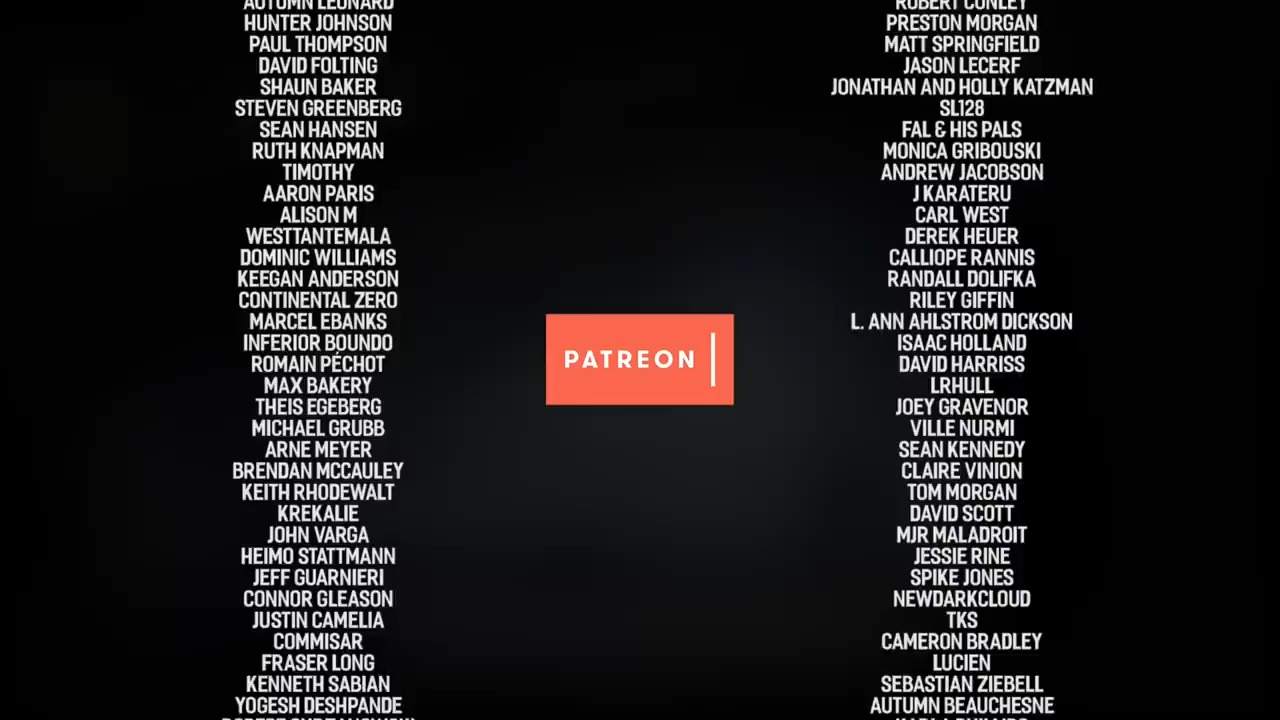 AUTUMN LEONARD
HUNTER JOHNSON
PAUL THOMPSON
DAVID FOLTING
SHAUN BAKER
STEVEN GREENBERG
SEAN HANSEN
RUTH KNAPMAN
TIMOTHY
AARON PARIS
ALISON M
WESTTANTEMALA
DOMINIC WILLIAMS
KEEGAN ANDERSON
CONTINENTAL ZERO
MARCEL EBANKS
INFERIOR BOUNDO
ROMAIN PÉCHOT
MAX BAKERY
THEIS EGEBERG
MICHAEL GRUBB
ARNE MEYER
BRENDAN MCCAULEY
KEITH RHODEWALT
KREKALIE
JOHN VARGA
HEIMO STATTMANN
JEFF GUARNIERI
CONNOR GLEASON
JUSTIN CAMELIA
COMMISAR
FRASER LONG
KENNETH SABIAN
YOGESH DESHPANDE
PATREON
ROBERT CONLEY
PRESTON MORGAN
MATT SPRINGFIELD
JASON LECERF
JONATHAN AND HOLLY KATZMAN
SL128
FAL & HIS PALS
MONICA GRIBOUSKI
ANDREW JACOBSON
J KARATERU
CARL WEST
DEREK HEUER
CALLIOPE RANNIS
RANDALL DOLIFKA
RILEY GIFFIN
L. ANN AHLSTROM DICKSON
ISAAC HOLLAND
DAVID HARRISS
LRHULL
JOEY GRAVENOR
VILLE NURMI
SEAN KENNEDY
CLAIRE VINION
TOM MORGAN
DAVID SCOTT
MJR MALADROIT
JESSIE RINE
SPIKE JONES
NEWDARKCLOUD
TKS
CAMERON BRADLEY
LUCIEN
SEBASTIAN ZIEBELL
AUTUMN BEAUCHESNE